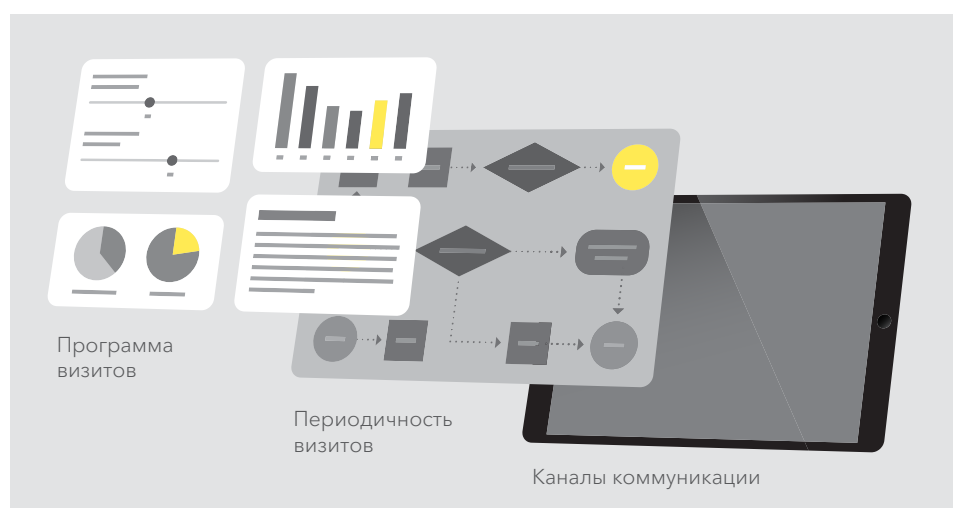 Программа
визитов
Периодичность
визитов
Каналы коммуникации